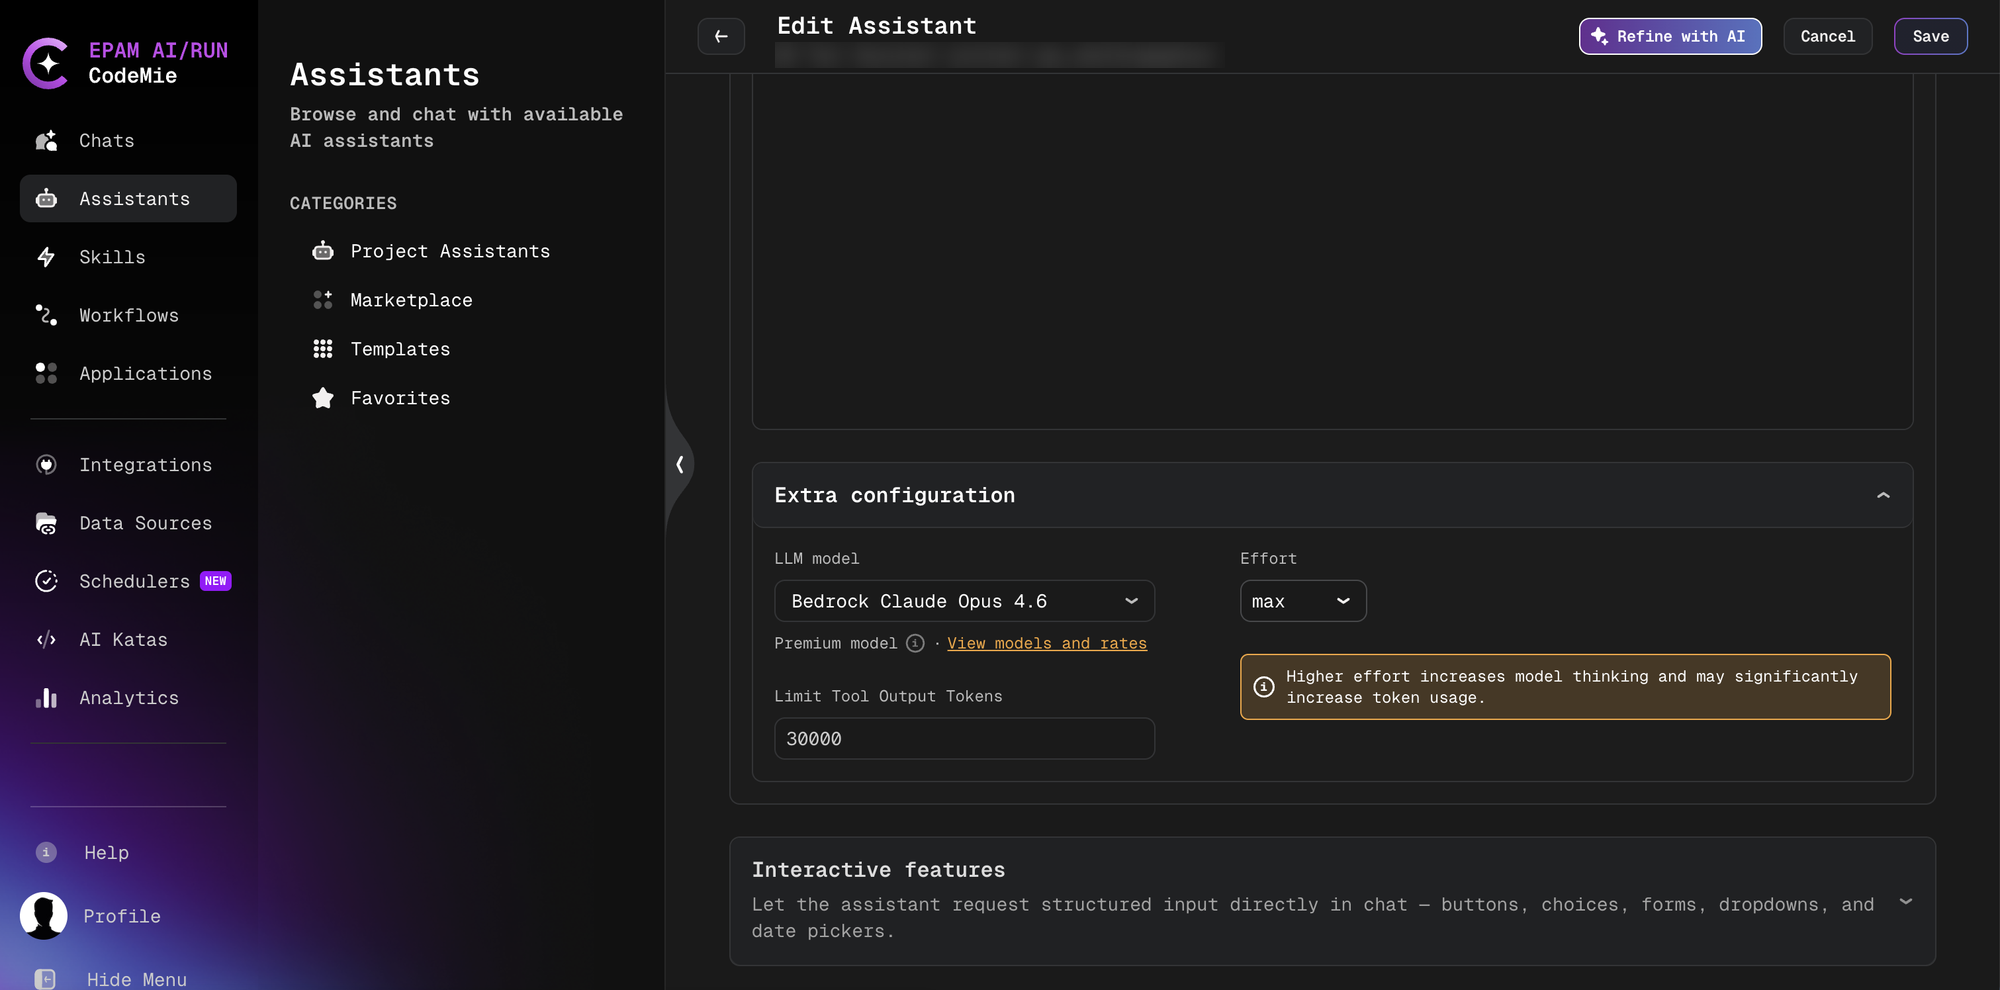 EPAM AI/RUN
CodeMie
Chats
Assistants
Skills
Workflows
Applications
Integrations
Data Sources
Schedulers NEW
AI Katas
Analytics
Help
Profile
Hide Menu
Assistants
Browse and chat with available
AI assistants
CATEGORIES
Project Assistants
Marketplace
Templates
Favorites
Edit Assistant
Refine with AI
Cancel
Save
Extra configuration
LLM model
Bedrock Claude Opus 4.6
Premium model · View models and rates
Limit Tool Output Tokens
30000
Effort
max
Higher effort increases model thinking and may significantly
increase token usage.
Interactive features
Let the assistant request structured input directly in chat — buttons, choices, forms, dropdowns, and
date pickers.